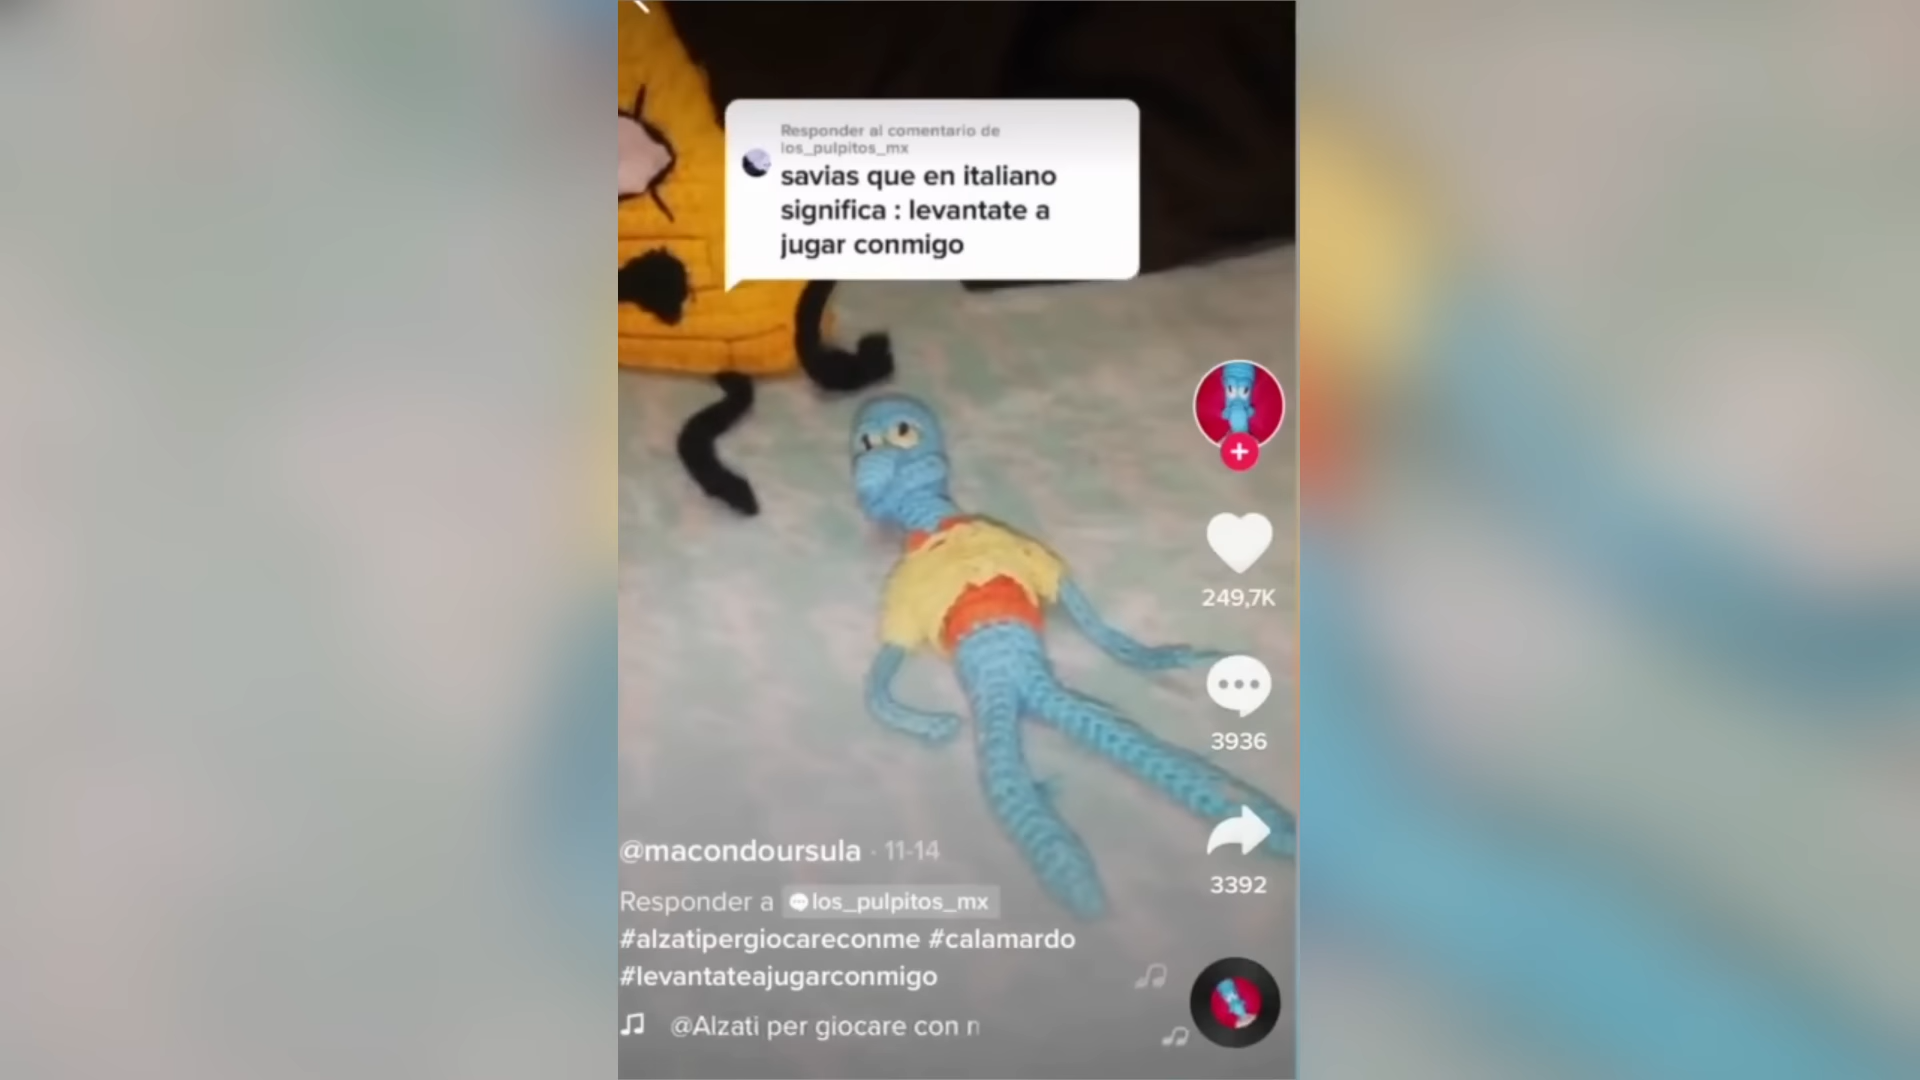 Responder al comentario de
los_pulpitos_mx
savias que en italiano
significa : levantate a
jugar conmigo
249,7K
3936
3392
@macondoursula · 11-14
Responder a los_pulpitos_mx
#alzatipergiocareconme #calamardo
#levantateajugarconmigo
@Alzati per giocare con